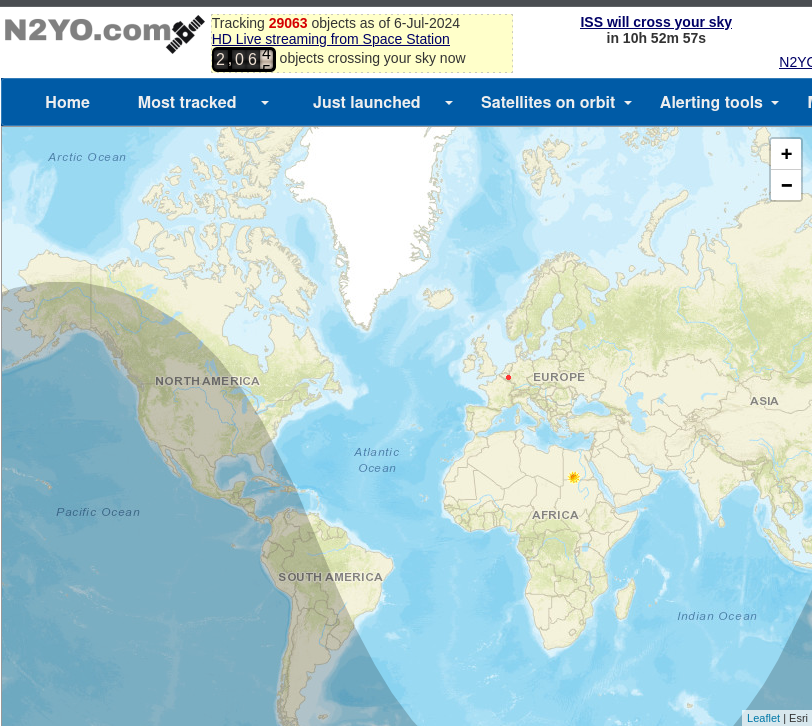 N2YO.com
Tracking 29063 objects as of 6-Jul-2024
HD Live streaming from Space Station
2,06 objects crossing your sky now
ISS will cross your sky
in 10h 52m 57s
N2YO
Home Most tracked Just launched Satellites on orbit Alerting tools
+
−
Arctic Ocean
NORTH AMERICA
EUROPE
ASIA
Atlantic
Ocean
Pacific Ocean
AFRICA
SOUTH AMERICA
Indian Ocean
Leaflet | Esri